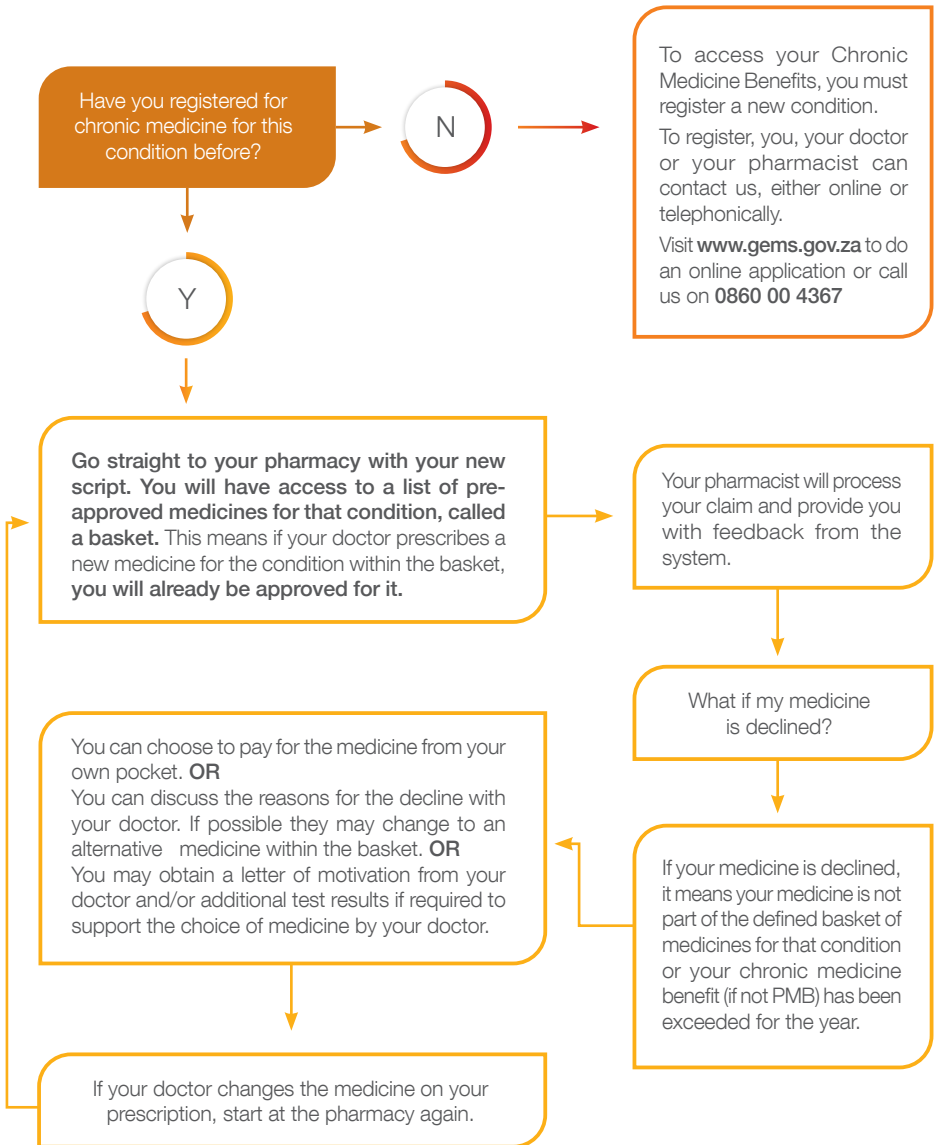 Have you registered for
chronic medicine for this
condition before?
N
To access your Chronic
Medicine Benefits, you must
register a new condition.
To register, you, your doctor
or your pharmacist can
contact us, either online or
telephonically.
Visit www.gems.gov.za to do
an online application or call
us on 0860 00 4367
Y
Go straight to your pharmacy with your new
script. You will have access to a list of pre-
approved medicines for that condition, called
a basket. This means if your doctor prescribes a
new medicine for the condition within the basket,
you will already be approved for it.
Your pharmacist will process
your claim and provide you
with feedback from the
system.
What if my medicine
is declined?
If your medicine is declined,
it means your medicine is not
part of the defined basket of
medicines for that condition
or your chronic medicine
benefit (if not PMB) has been
exceeded for the year.
You can choose to pay for the medicine from your
own pocket. OR
You can discuss the reasons for the decline with
your doctor. If possible they may change to an
alternative medicine within the basket. OR
You may obtain a letter of motivation from your
doctor and/or additional test results if required to
support the choice of medicine by your doctor.
If your doctor changes the medicine on your
prescription, start at the pharmacy again.